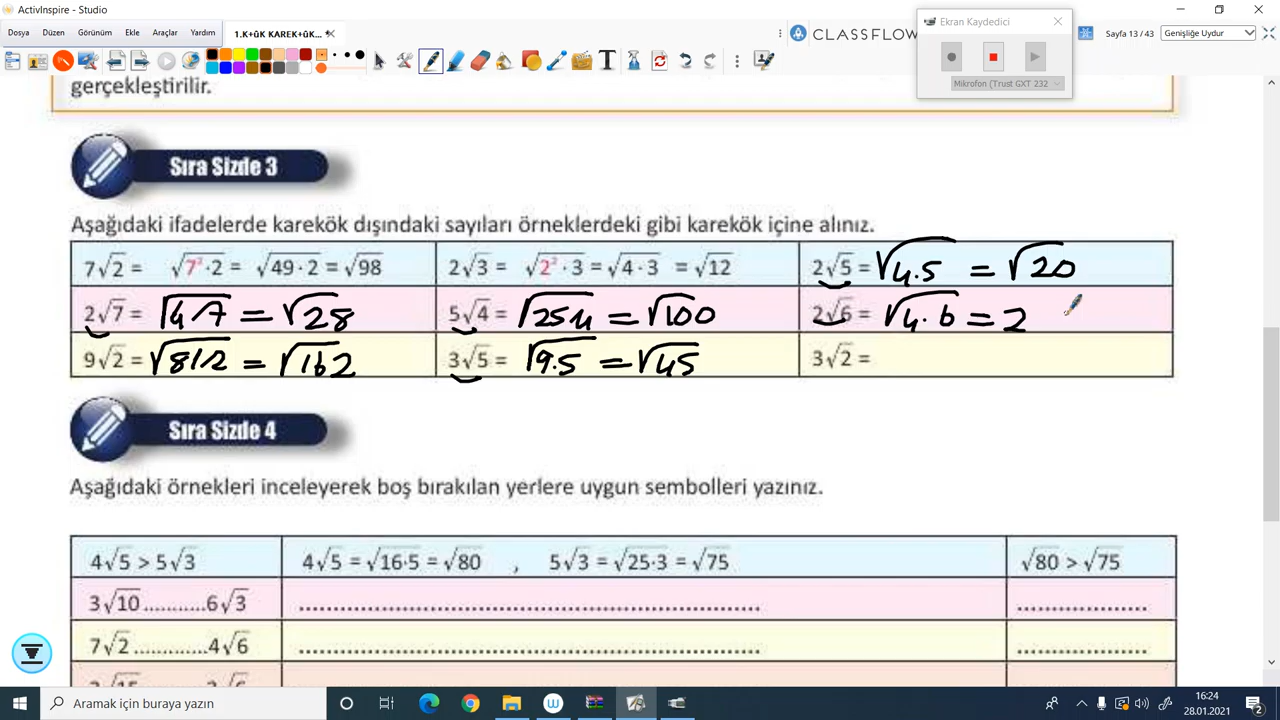 ActivInspire - Studio
Ekran Kaydedici
Dosya Düzen Görünüm Ekle Araçlar Yardım
1.K+ûK KAREK+ûK...
CLASSFLOW
Sayfa 13 / 43
Genişliğe Uydur
Mikrofon (Trust GXT 232
gerçekleştirilir.
Sıra Sizde 3
Aşağıdaki ifadelerde karekök dışındaki sayıları örneklerdeki gibi karekök içine alınız.
7√2 = √7²·2 = √49·2 = √98
2√3 = √2²·3 = √4·3 = √12
2√5 = √4.5 = √20
2√7 = √4.7 = √28
5√4 = √25.4 = √100
2√6 = √4.6 = 2
9√2 = √81.2 = √162
3√5 = √9.5 = √45
3√2 =
Sıra Sizde 4
Aşağıdaki örnekleri inceleyerek boş bırakılan yerlere uygun sembolleri yazınız.
4√5 > 5√3
4√5 = √16·5 = √80 , 5√3 = √25·3 = √75
√80 > √75
3√10...........6√3
7√2............4√6
Aramak için buraya yazın
16:24
28.01.2021
2